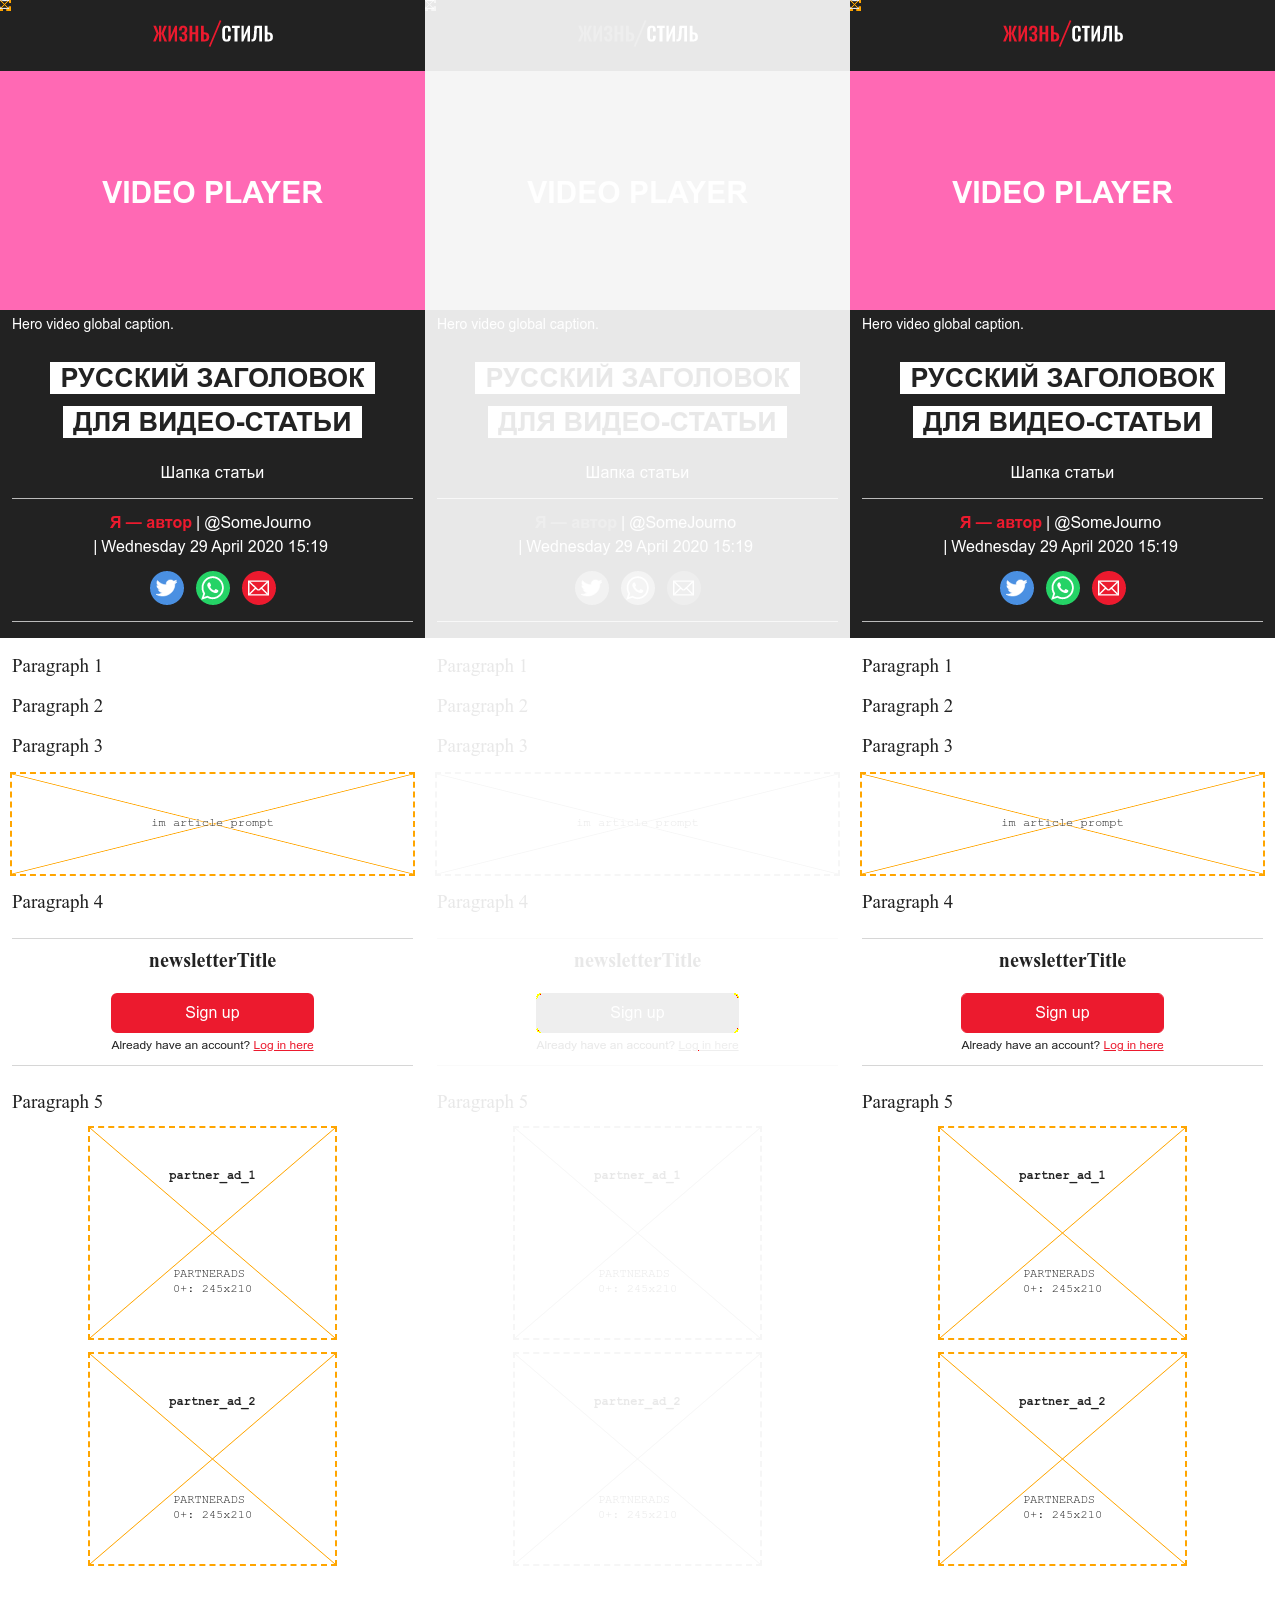 ЖИЗНЬ/СТИЛЬ
VIDEO PLAYER
Hero video global caption.
РУССКИЙ ЗАГОЛОВОК
ДЛЯ ВИДЕО-СТАТЬИ
Шапка статьи
Я — автор | @SomeJourno
| Wednesday 29 April 2020 15:19
Paragraph 1
Paragraph 2
Paragraph 3
im article prompt
Paragraph 4
newsletterTitle
Sign up
Already have an account? Log in here
Paragraph 5
partner_ad_1
PARTNERADS
0+: 245x210
partner_ad_2
PARTNERADS
0+: 245x210
ЖИЗНЬ/СТИЛЬ
VIDEO PLAYER
Hero video global caption.
РУССКИЙ ЗАГОЛОВОК
ДЛЯ ВИДЕО-СТАТЬИ
Шапка статьи
Я — автор | @SomeJourno
| Wednesday 29 April 2020 15:19
Paragraph 1
Paragraph 2
Paragraph 3
im article prompt
Paragraph 4
newsletterTitle
Sign up
Already have an account? Log in here
Paragraph 5
partner_ad_1
PARTNERADS
0+: 245x210
partner_ad_2
PARTNERADS
0+: 245x210
ЖИЗНЬ/СТИЛЬ
VIDEO PLAYER
Hero video global caption.
РУССКИЙ ЗАГОЛОВОК
ДЛЯ ВИДЕО-СТАТЬИ
Шапка статьи
Я — автор | @SomeJourno
| Wednesday 29 April 2020 15:19
Paragraph 1
Paragraph 2
Paragraph 3
im article prompt
Paragraph 4
newsletterTitle
Sign up
Already have an account? Log in here
Paragraph 5
partner_ad_1
PARTNERADS
0+: 245x210
partner_ad_2
PARTNERADS
0+: 245x210